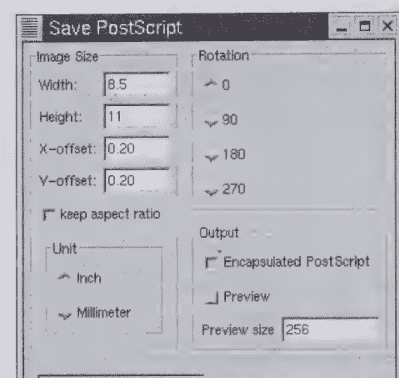 Save PostScript
Image Size
Width: 8.5
Height: 11
X-offset: 0.20
Y-offset: 0.20
keep aspect ratio
Unit
Inch
Millimeter
Rotation
0
90
180
270
Output
Encapsulated PostScript
Preview
Preview size 256